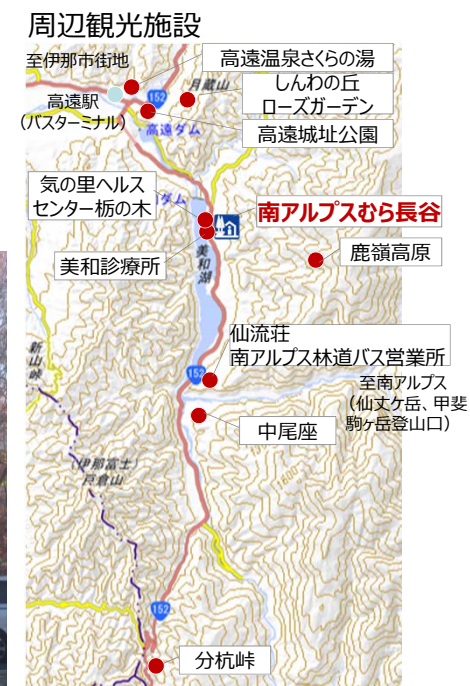 周辺観光施設
至伊那市街地
高遠温泉さくらの湯
月蔵山
しんわの丘
ローズガーデン
152
高遠駅
(バスターミナル)
高遠城址公園
高遠ダム
気の里ヘルス
センター栃の木
ダム
南アルプスむら長谷
美和診療所
美和湖
鹿嶺高原
仙流荘
南アルプス林道バス営業所
新山峠
152
至南アルプス
(仙丈ケ岳、甲斐
駒ヶ岳登山口)
中尾座
(伊那富士)
戸倉山
152
分杭峠